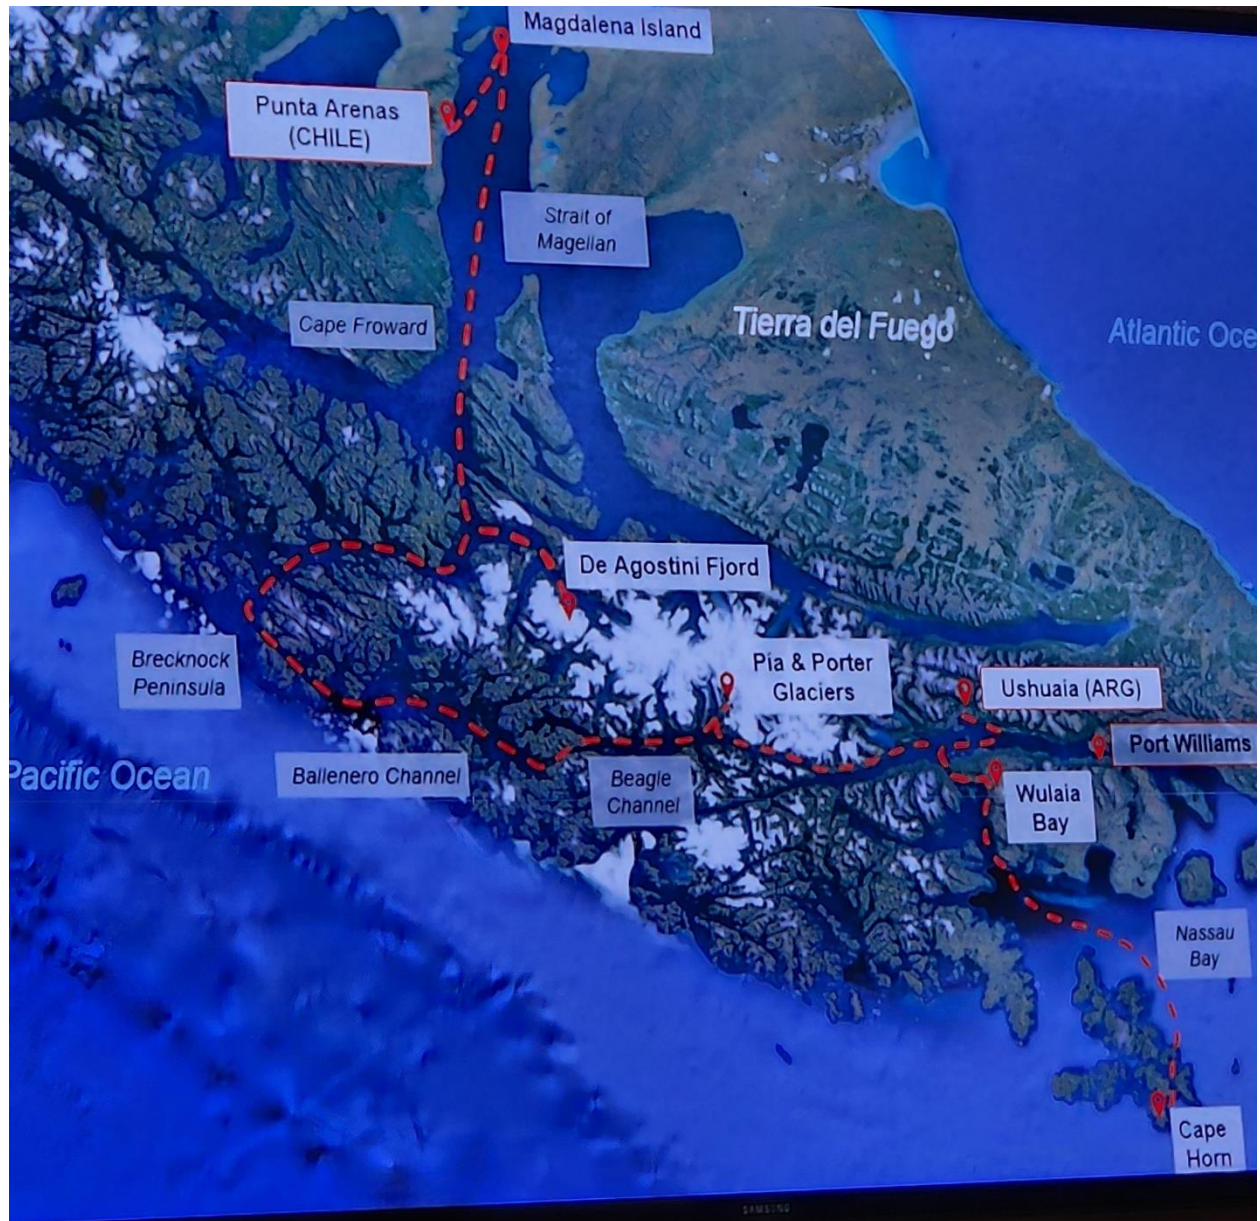 Magdalena Island
Punta Arenas
(CHILE)
Strait of
Magellan
Cape Froward
Tierra del Fuego
Atlantic Oce
De Agostini Fjord
Brecknock
Peninsula
Pia & Porter
Glaciers
Ushuaia (ARG)
Port Williams
Pacific Ocean
Ballenero Channel
Beagle
Channel
Wulaia
Bay
Nassau
Bay
Cape
Horn
SAMSUNG